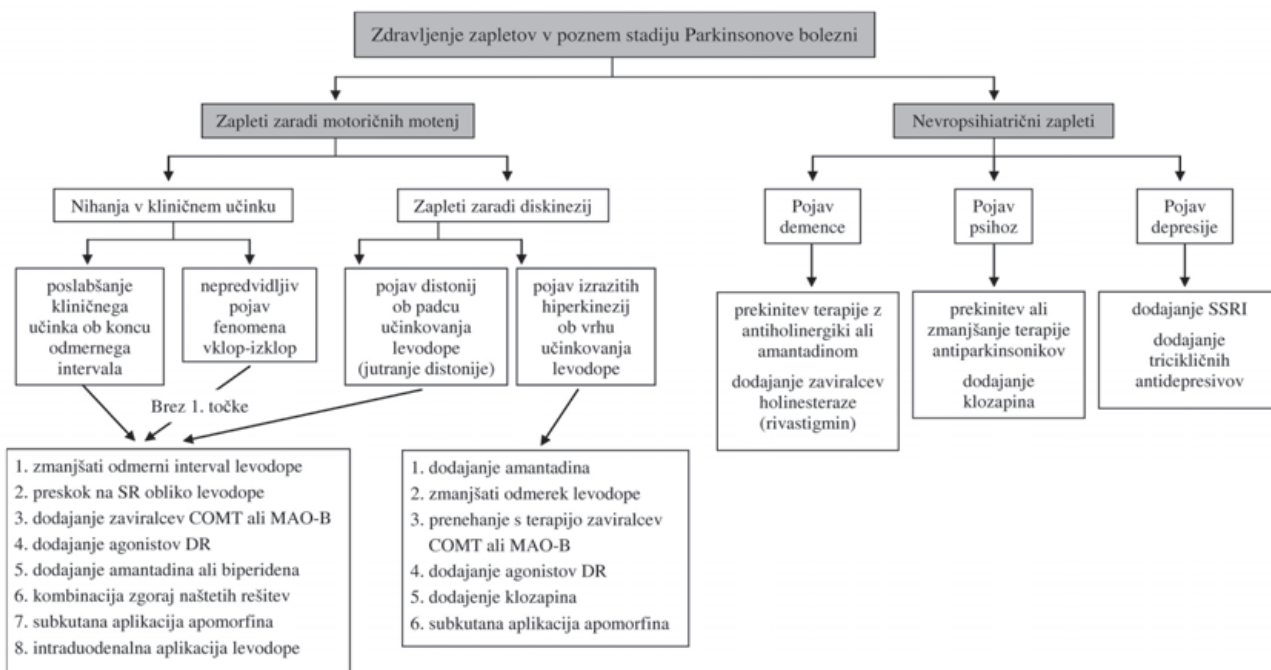 Zdravljenje zapletov v poznem stadiju Parkinsonove bolezni
Zapleti zaradi motoričnih motenj
Nevropsihiatrični zapleti
Nihanja v kliničnem učinku
Zapleti zaradi diskinezij
Pojav
demence
Pojav
psihoz
Pojav
depresije
poslabšanje
kliničnega
učinka ob koncu
odmernega
intervala
nepredvidljiv
pojav
fenomena
vklop-izklop
pojav distonij
ob padcu
učinkovanja
levodope
(jutranje distonije)
pojav izrazitih
hiperkinezij
ob vrhu
učinkovanja
levodope
prekinitev terapije z
antiholinergiki ali
amantadinom
dodajanje zaviralcev
holinesteraze
(rivastigmin)
prekinitev ali
zmanjšanje terapije
antiparkinsonikov
dodajanje
klozapina
dodajanje SSRI
dodajanje
tricikličnih
antidepresivov
Brez 1. točke
1. zmanjšati odmerni interval levodope
2. preskok na SR obliko levodope
3. dodajanje zaviralcev COMT ali MAO-B
4. dodajanje agonistov DR
5. dodajanje amantadina ali biperidena
6. kombinacija zgoraj naštetih rešitev
7. subkutana aplikacija apomorfina
8. intraduodenalna aplikacija levodope
1. dodajanje amantadina
2. zmanjšati odmerek levodope
3. prenehanje s terapijo zaviralcev
COMT ali MAO-B
4. dodajanje agonistov DR
5. dodajenje klozapina
6. subkutana aplikacija apomorfina